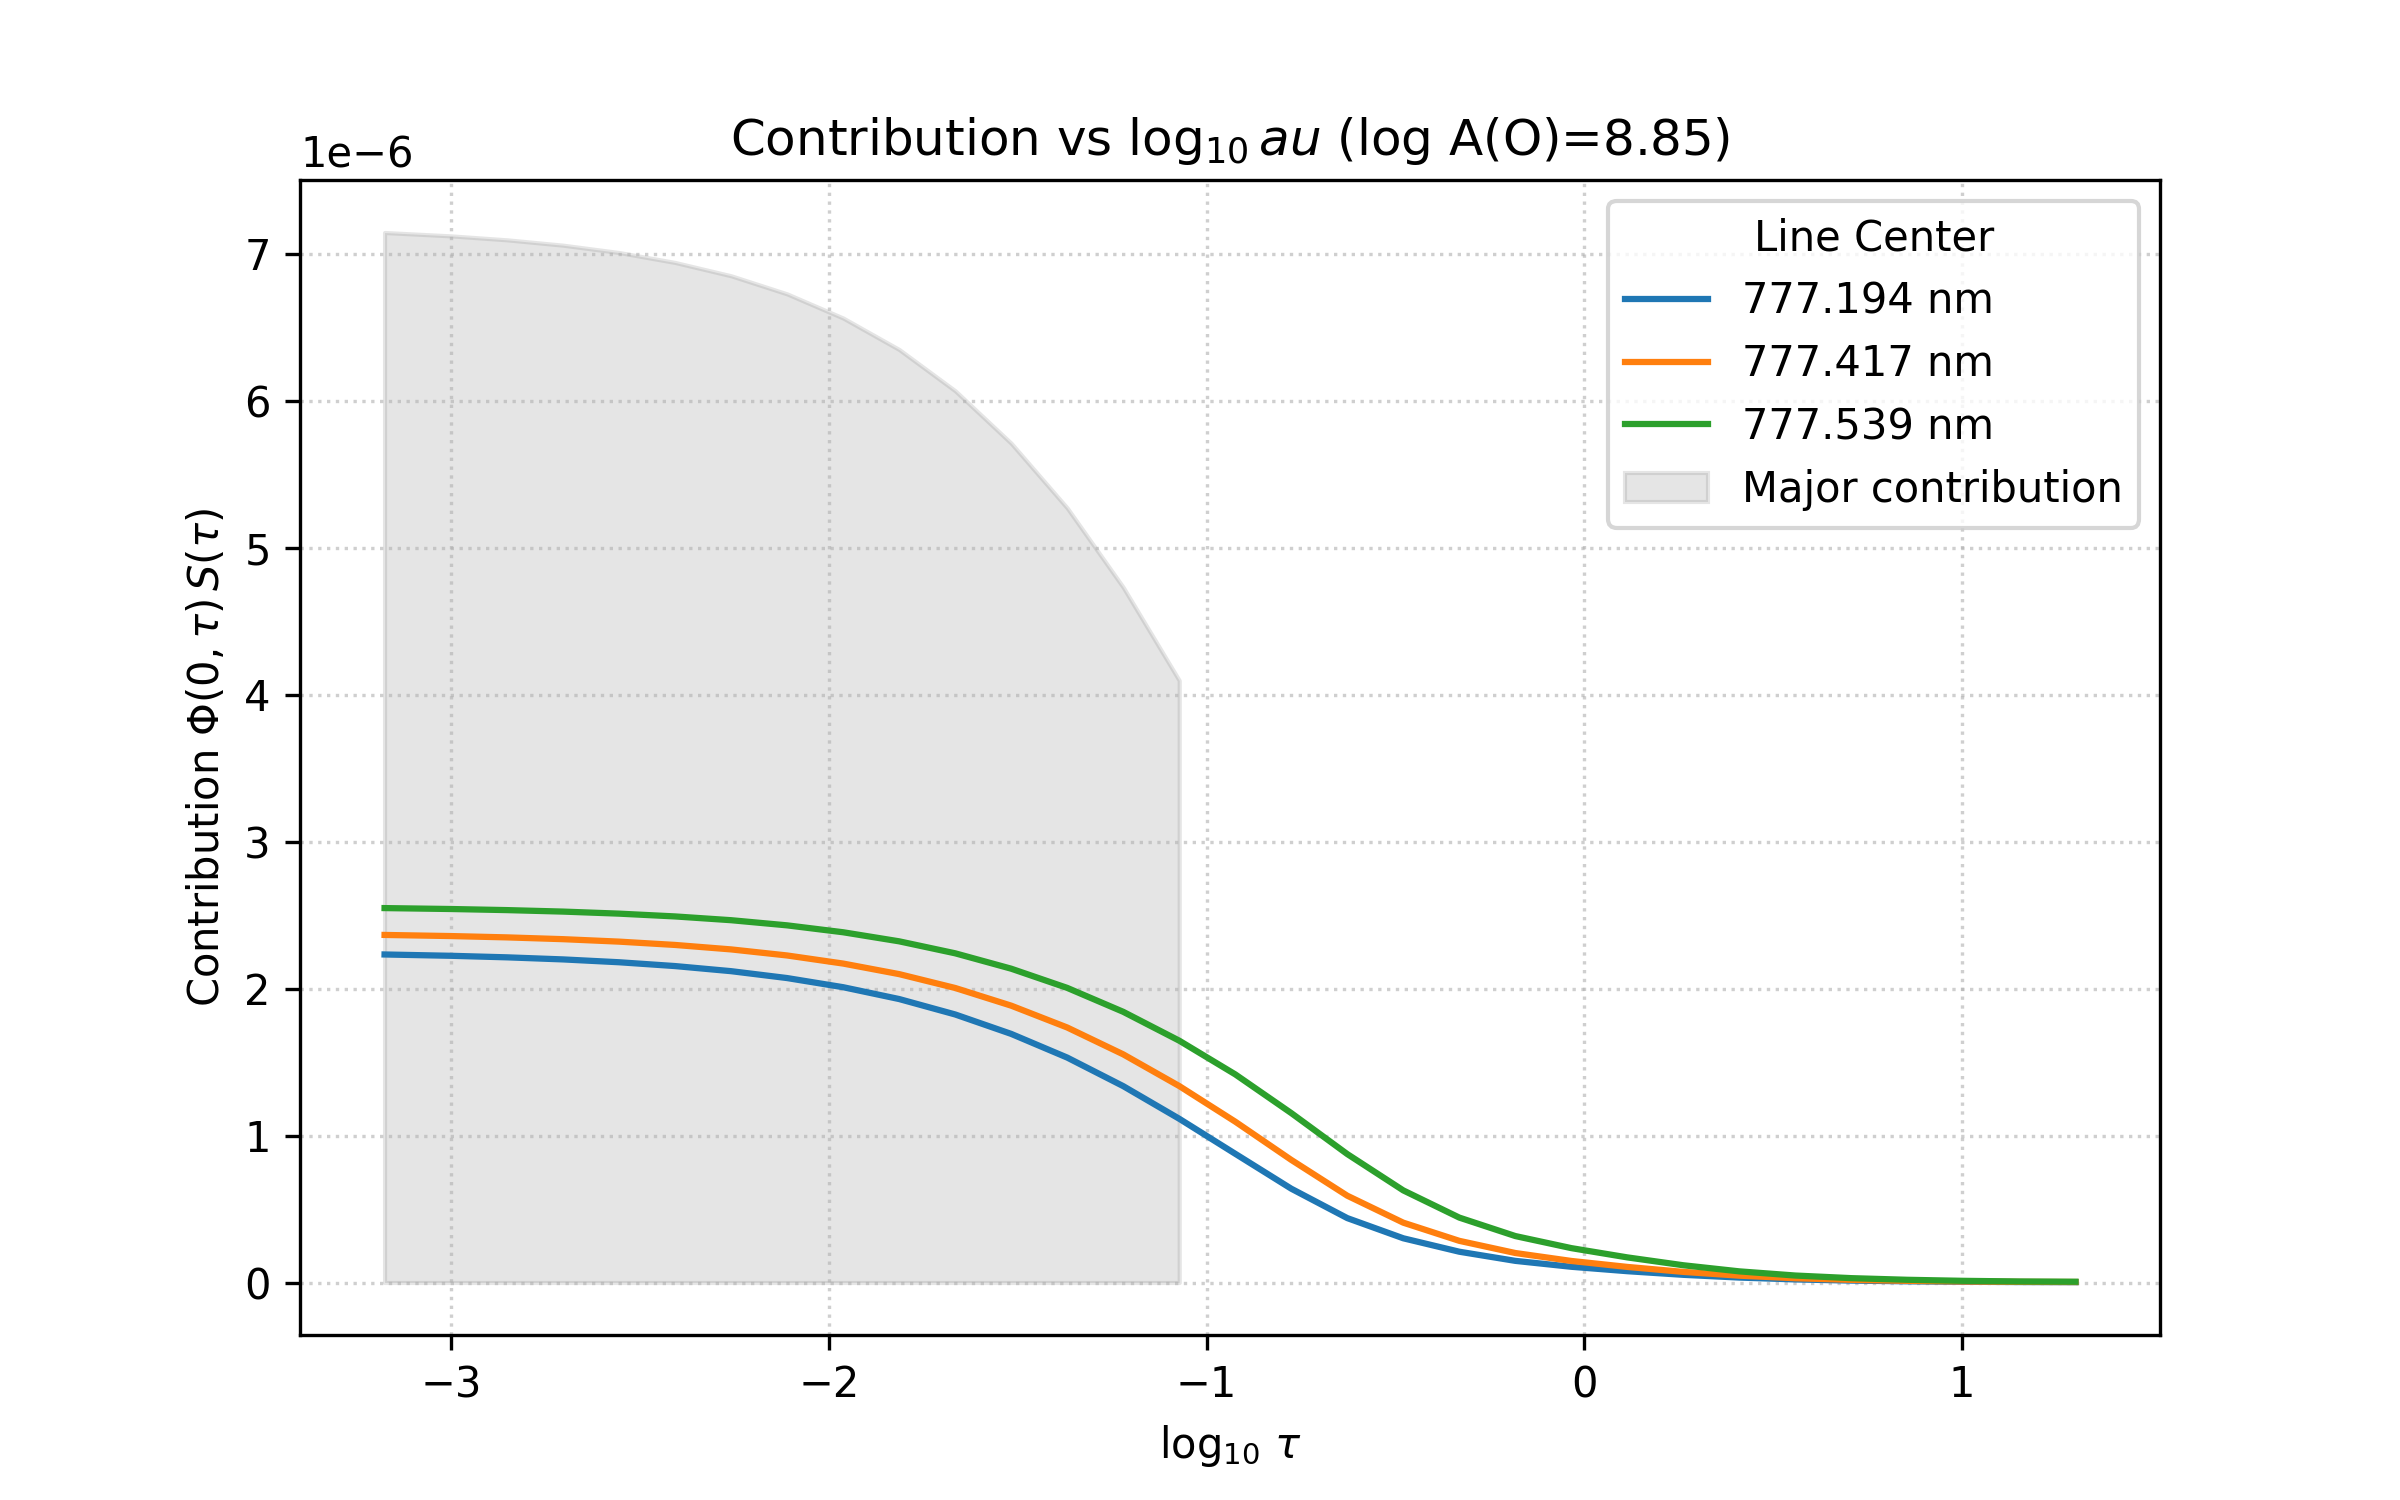 Contribution vs log₁₀ au (log A(O)=8.85)
1e−6
7
6
5
4
3
2
1
0
Contribution Φ(0, τ) S(τ)
Line Center
777.194 nm
777.417 nm
777.539 nm
Major contribution
−3 −2 −1 0 1
log₁₀ τ